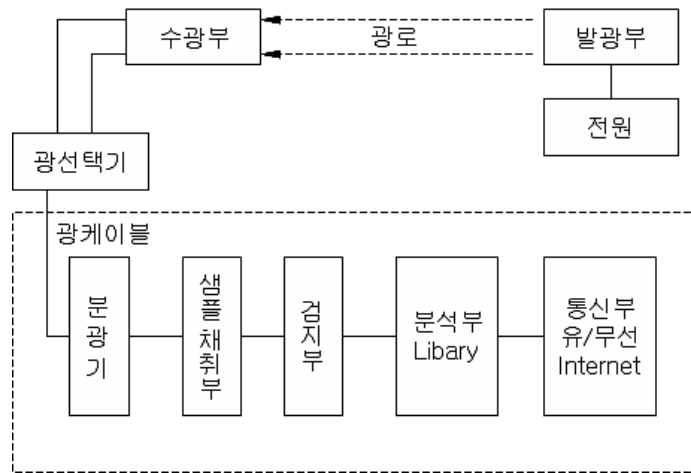 수광부
광로
발광부
전원
광선택기
광케이블
분
광
기
샘
플
채
취
부
검
지
부
분석부
Libary
통신부
유/무선
Internet